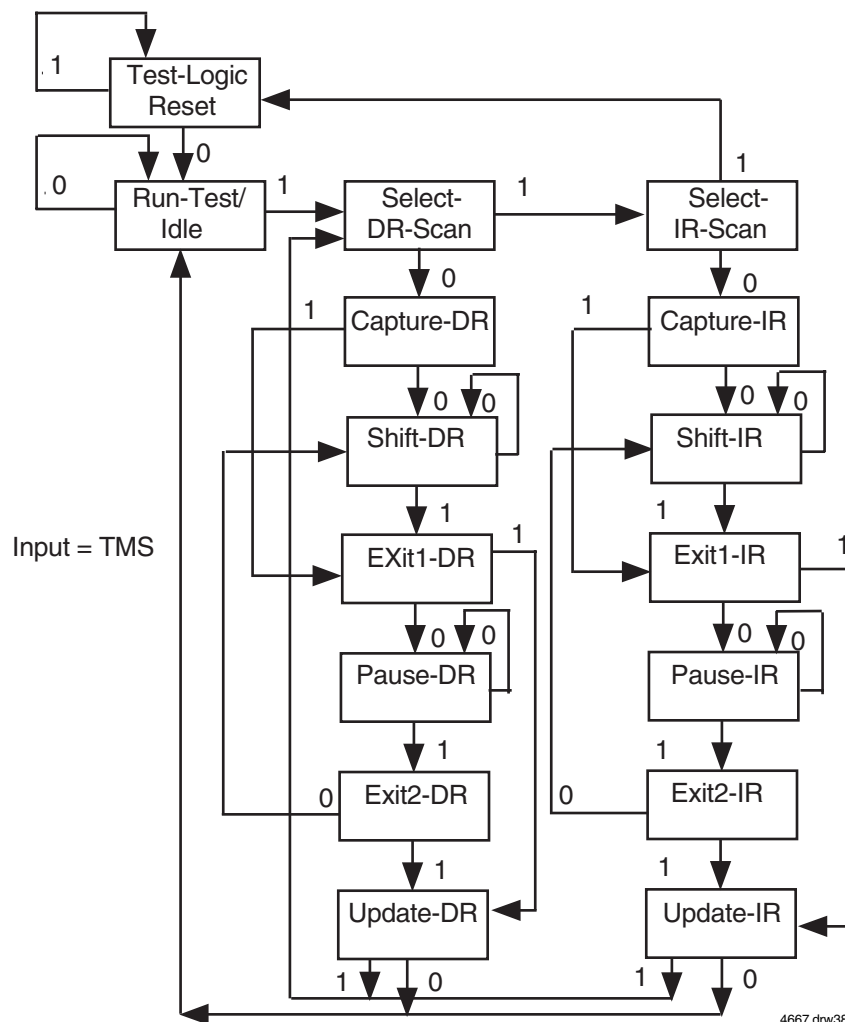 .1
Test-Logic
Reset
0
1
.0
Run-Test/
Idle
1
Select-
DR-Scan
1
Select-
IR-Scan
0
0
1
Capture-DR
1
Capture-IR
0
0
0
0
Shift-DR
Shift-IR
1
1
Input = TMS
EXit1-DR
1
Exit1-IR
1
0
0
0
0
Pause-DR
Pause-IR
1
1
0
Exit2-DR
0
Exit2-IR
1
1
Update-DR
Update-IR
1
0
1
0
4667 drw38